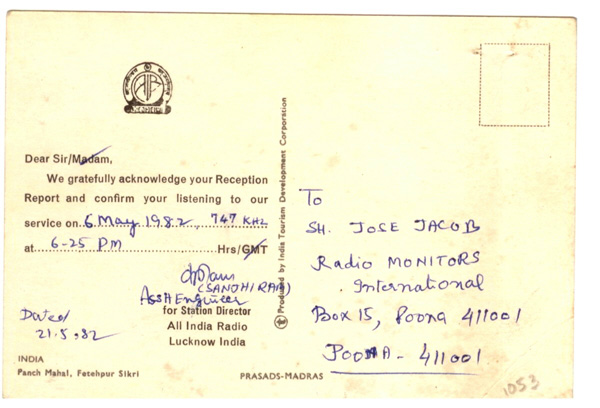 Dear Sir/Madam,
We gratefully acknowledge your Reception
Report and confirm your listening to our
service on 6 May 1982, 747 KHz
at 6-25 PM Hrs/GMT
(SANDHI RAM)
Asst Engineer
for Station Director
All India Radio
Lucknow India
Dated
21.5.82
INDIA
Panch Mahal, Fetehpur Sikri
PRASADS-MADRAS
Produced by India Tourism Development Corporation
To
SH. JOSE JACOB
Radio MONITORS
International
Box 15, Poona 411001
POONA - 411001
1053